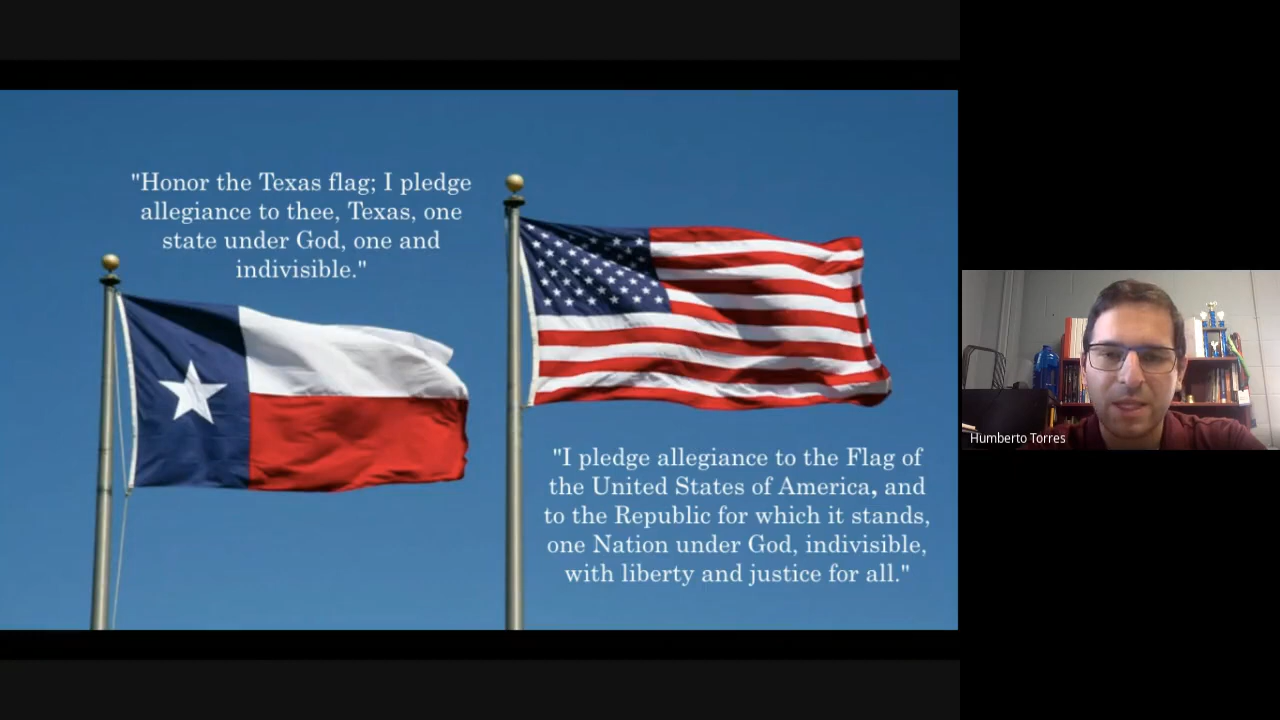 "Honor the Texas flag; I pledge
allegiance to thee, Texas, one
state under God, one and
indivisible."
"I pledge allegiance to the Flag of
the United States of America, and
to the Republic for which it stands,
one Nation under God, indivisible,
with liberty and justice for all."
Humberto Torres